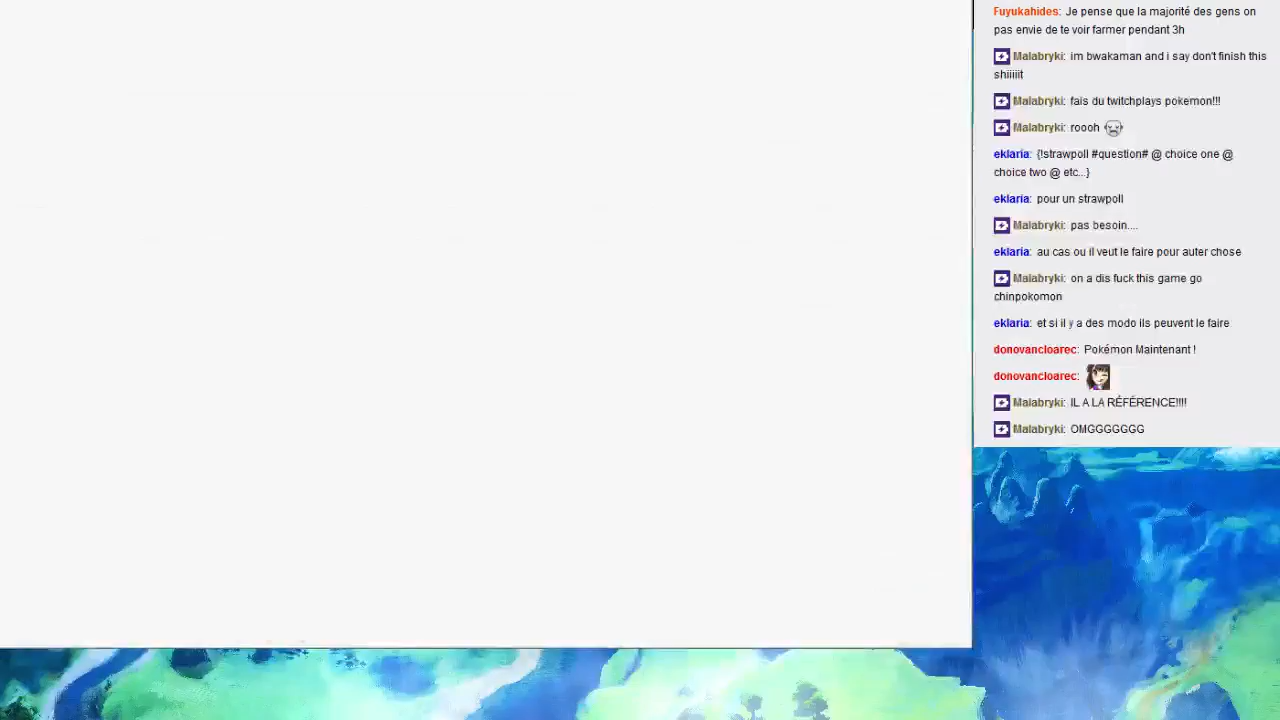 Fuyukahides: Je pense que la majorité des gens on
pas envie de te voir farmer pendant 3h
Malabryki: im bwakaman and i say don't finish this
shiiiiit
Malabryki: fais du twitchplays pokemon!!!
Malabryki: roooh
eklaria: {!strawpoll #question# @ choice one @
choice two @ etc...}
eklaria: pour un strawpoll
Malabryki: pas besoin....
eklaria: au cas ou il veut le faire pour auter chose
Malabryki: on a dis fuck this game go
chinpokomon
eklaria: et si il y a des modo ils peuvent le faire
donovancloarec: Pokémon Maintenant !
donovancloarec:
Malabryki: IL A LA RÉFÉRENCE!!!!
Malabryki: OMGGGGGGG